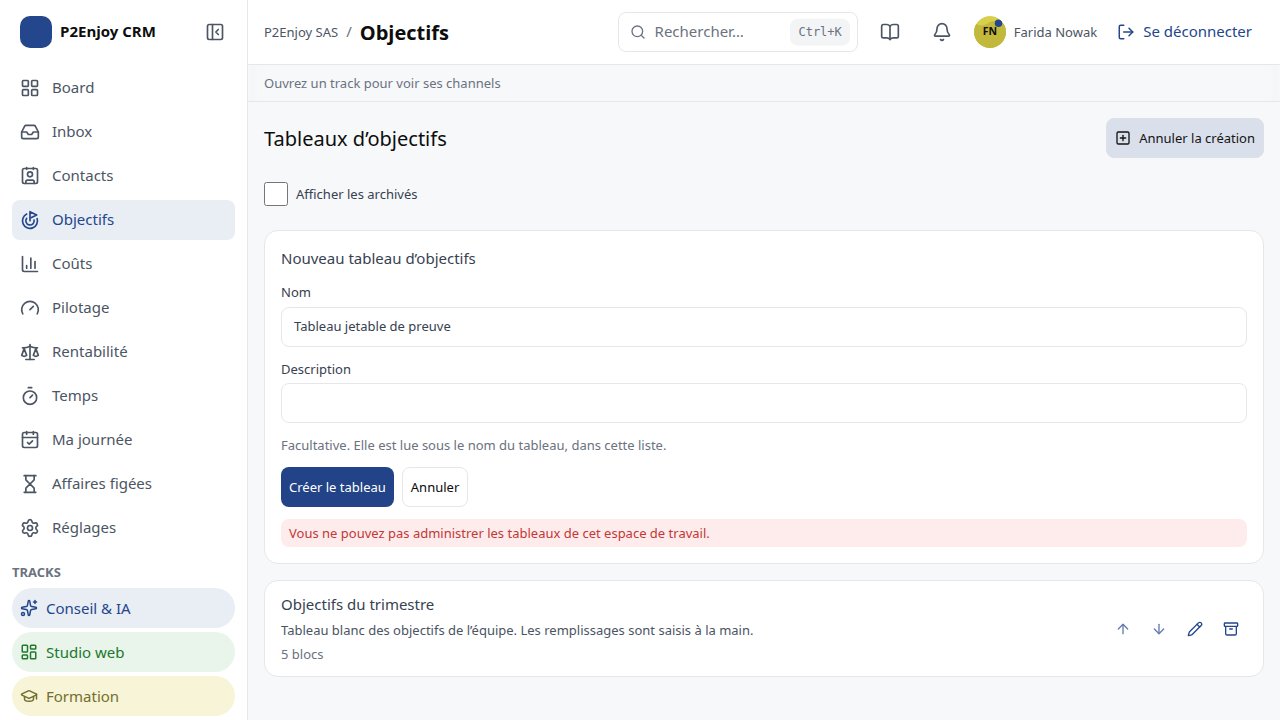 P2Enjoy CRM
Board
Inbox
Contacts
Objectifs
Coûts
Pilotage
Rentabilité
Temps
Ma journée
Affaires figées
Réglages
TRACKS
Conseil & IA
Studio web
Formation
P2Enjoy SAS / Objectifs
Rechercher... Ctrl+K
FN Farida Nowak
Se déconnecter
Ouvrez un track pour voir ses channels
Tableaux d’objectifs
Annuler la création
Afficher les archivés
Nouveau tableau d’objectifs
Nom
Tableau jetable de preuve
Description
Facultative. Elle est lue sous le nom du tableau, dans cette liste.
Créer le tableau
Annuler
Vous ne pouvez pas administrer les tableaux de cet espace de travail.
Objectifs du trimestre
Tableau blanc des objectifs de l’équipe. Les remplissages sont saisis à la main.
5 blocs